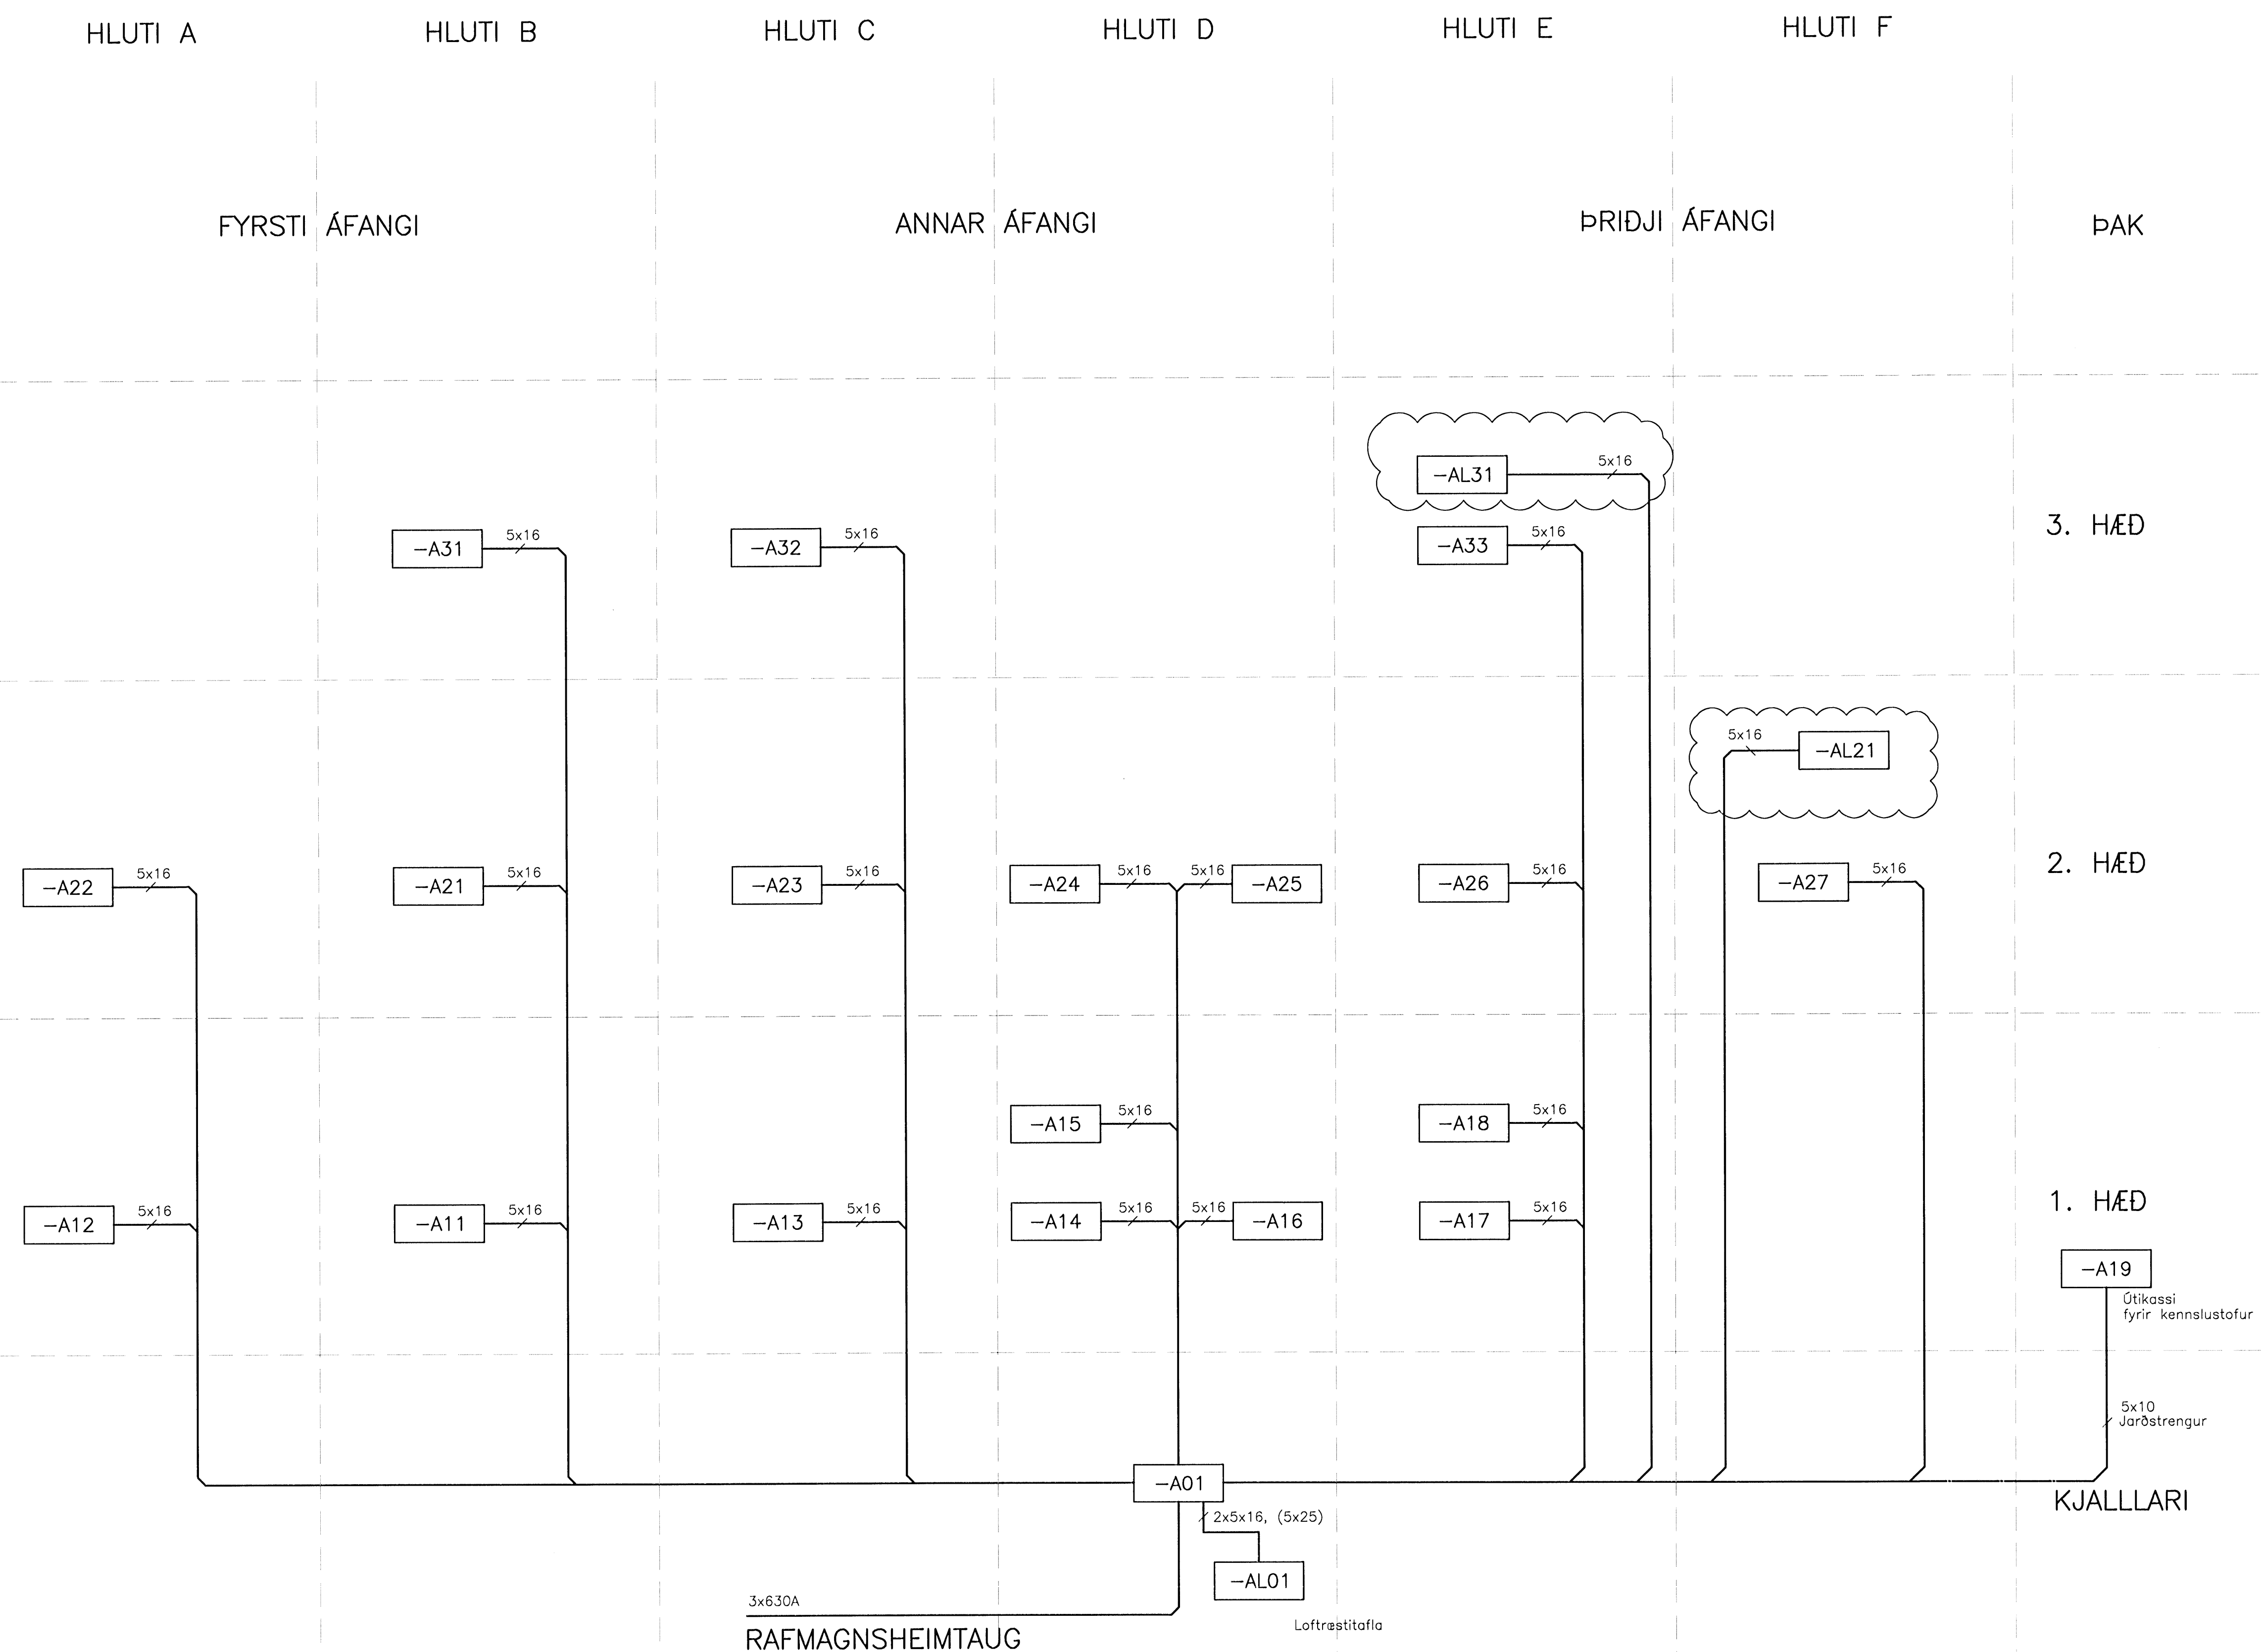 HLUTI A
HLUTI B
HLUTI C
HLUTI D
HLUTI E
HLUTI F
FYRSTI ÁFANGI
ANNAR ÁFANGI
ÞRIÐJI ÁFANGI
ÞAK
-AL31
5x16
-A31
5x16
-A32
5x16
-A33
5x16
3. HÆÐ
5x16
-AL21
-A22
5x16
-A21
5x16
-A23
5x16
-A24
5x16
5x16
-A25
-A26
5x16
-A27
5x16
2. HÆÐ
-A15
5x16
-A18
5x16
-A12
5x16
-A11
5x16
-A13
5x16
-A14
5x16
5x16
-A16
-A17
5x16
1. HÆÐ
-A19
Útikassi
fyrir kennslustofur
5x10
Jarðstrengur
-A01
KJALLLARI
2x5x16, (5x25)
-AL01
3x630A
Loftræstitafla
RAFMAGNSHEIMTAUG